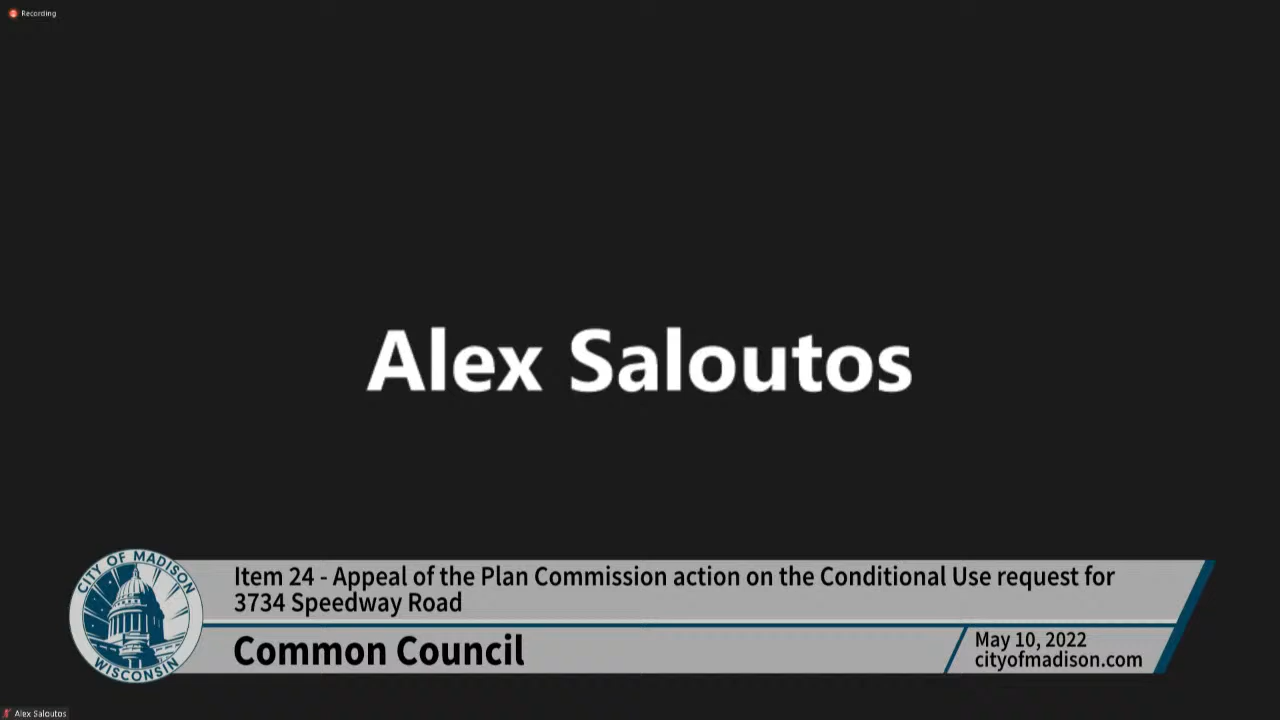 Recording
Alex Saloutos
Item 24 - Appeal of the Plan Commission action on the Conditional Use request for
3734 Speedway Road
Common Council
May 10, 2022
cityofmadison.com
CITY OF MADISON
WISCONSIN
Alex Saloutos